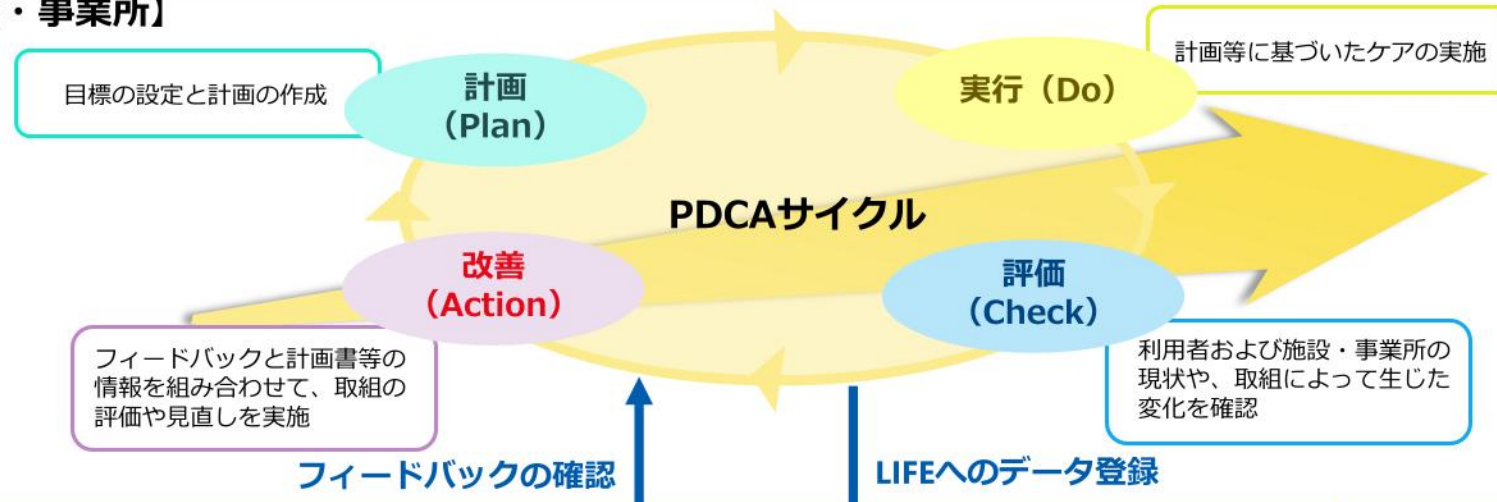 ・事業所】
目標の設定と計画の作成
計画
（Plan）
実行（Do）
計画等に基づいたケアの実施
PDCAサイクル
改善
（Action）
評価
（Check）
フィードバックと計画書等の
情報を組み合わせて、取組の
評価や見直しを実施
利用者および施設・事業所の
現状や、取組によって生じた
変化を確認
フィードバックの確認
LIFEへのデータ登録